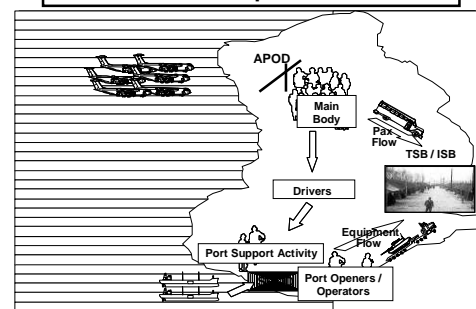 APOD
Main
Body
Pax
Flow
TSB / ISB
Drivers
Equipment
Flow
Port Support Activity
Port Openers /
Operators